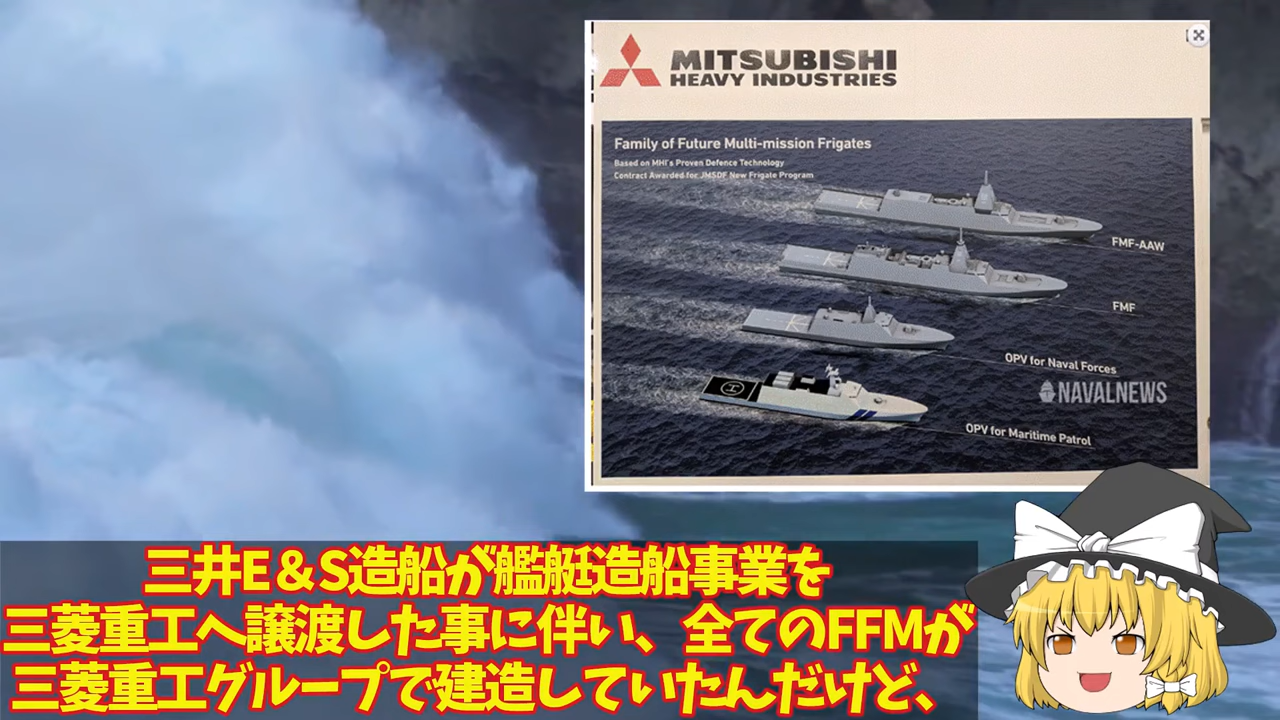 MITSUBISHI
HEAVY INDUSTRIES
Family of Future Multi-mission Frigates
Based on MHI's Proven Defence Technology
Contract Awarded for JMSDF New Frigate Program
FMF-AAW
FMF
OPV for Naval Forces
NAVALNEWS
OPV for Maritime Patrol
三井E＆S造船が艦艇造船事業を
三菱重工へ譲渡した事に伴い、全てのFFMが
三菱重工グループで建造していたんだけど、